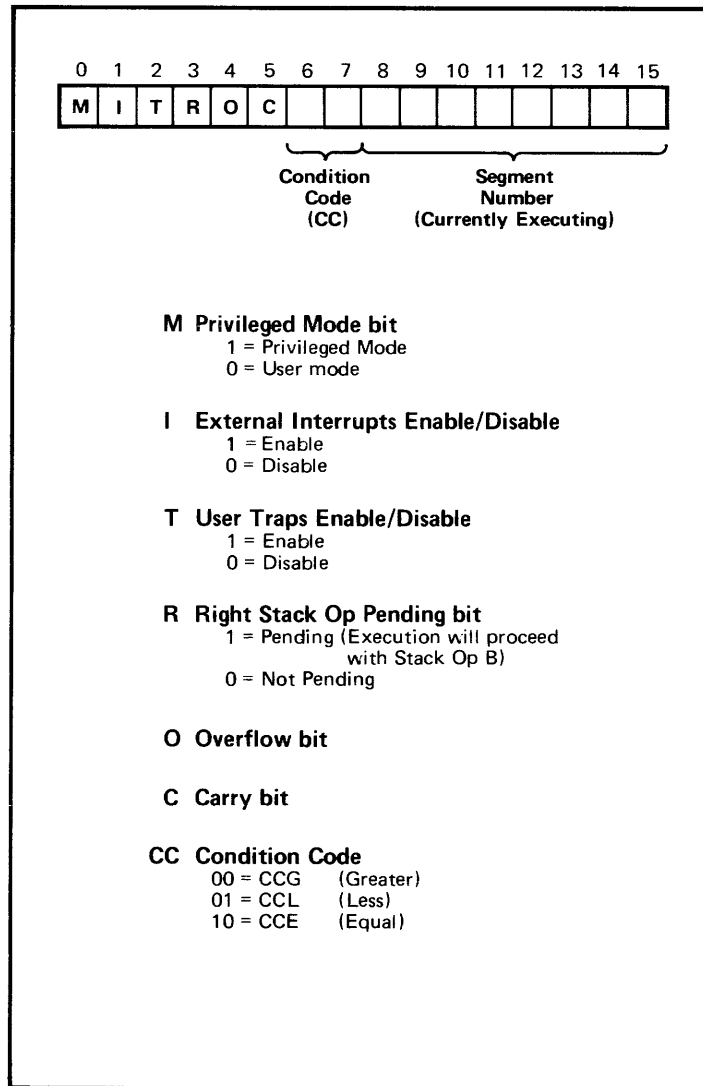 0 1 2 3 4 5 6 7 8 9 10 11 12 13 14 15
M I T R O C
Condition Segment
Code Number
(CC) (Currently Executing)
M Privileged Mode bit
1 = Privileged Mode
0 = User mode
I External Interrupts Enable/Disable
1 = Enable
0 = Disable
T User Traps Enable/Disable
1 = Enable
0 = Disable
R Right Stack Op Pending bit
1 = Pending (Execution will proceed
with Stack Op B)
0 = Not Pending
O Overflow bit
C Carry bit
CC Condition Code
00 = CCG (Greater)
01 = CCL (Less)
10 = CCE (Equal)